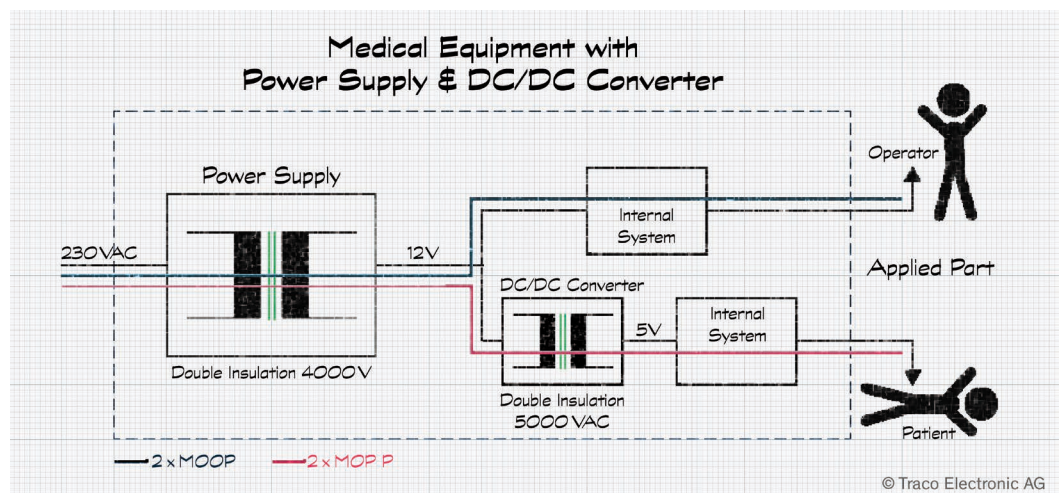 Medical Equipment with
Power Supply & DC/DC Converter
Operator
Power Supply
Internal
System
230VAC
12V
Applied Part
DC/DC Converter
Internal
System
5V
Double Insulation 4000V
Double Insulation
5000VAC
Patient
2 x MOOP
2 x MOP P
© Traco Electronic AG